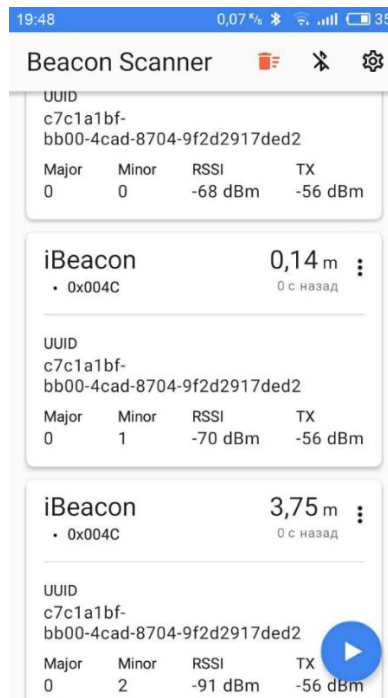 19:48 0,07 ᴷ/s 35
Beacon Scanner
UUID
c7c1a1bf-
bb00-4cad-8704-9f2d2917ded2
Major Minor RSSI TX
0 0 -68 dBm -56 dBm
iBeacon 0,14 m
• 0x004C 0 с назад
UUID
c7c1a1bf-
bb00-4cad-8704-9f2d2917ded2
Major Minor RSSI TX
0 1 -70 dBm -56 dBm
iBeacon 3,75 m
• 0x004C 0 с назад
UUID
c7c1a1bf-
bb00-4cad-8704-9f2d2917ded2
Major Minor RSSI TX
0 2 -91 dBm -56 dBm